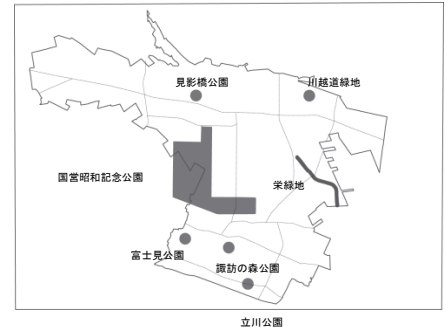 見影橋公園
川越道緑地
国営昭和記念公園
栄緑地
富士見公園
諏訪の森公園
立川公園